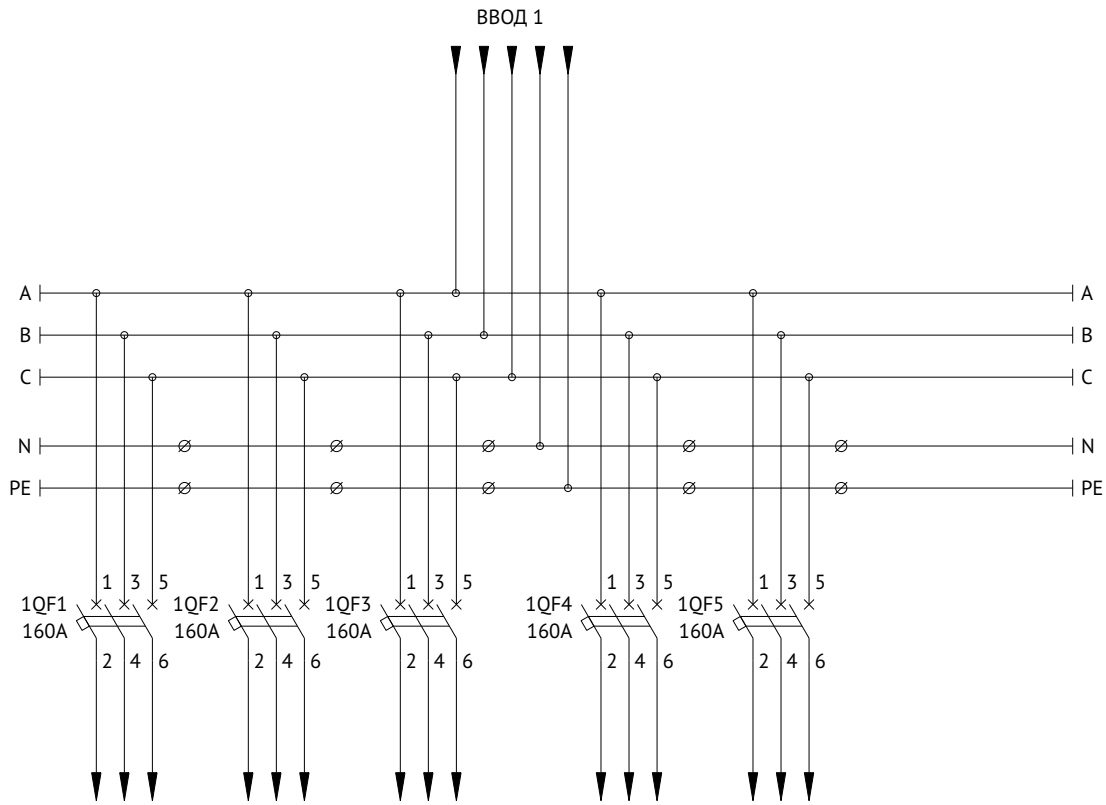 ВВОД 1
A A
B B
C C
N N
PE PE
1 3 5 1 3 5 1 3 5 1 3 5 1 3 5
1QF1 1QF2 1QF3 1QF4 1QF5
160A 160A 160A 160A 160A
2 4 6 2 4 6 2 4 6 2 4 6 2 4 6